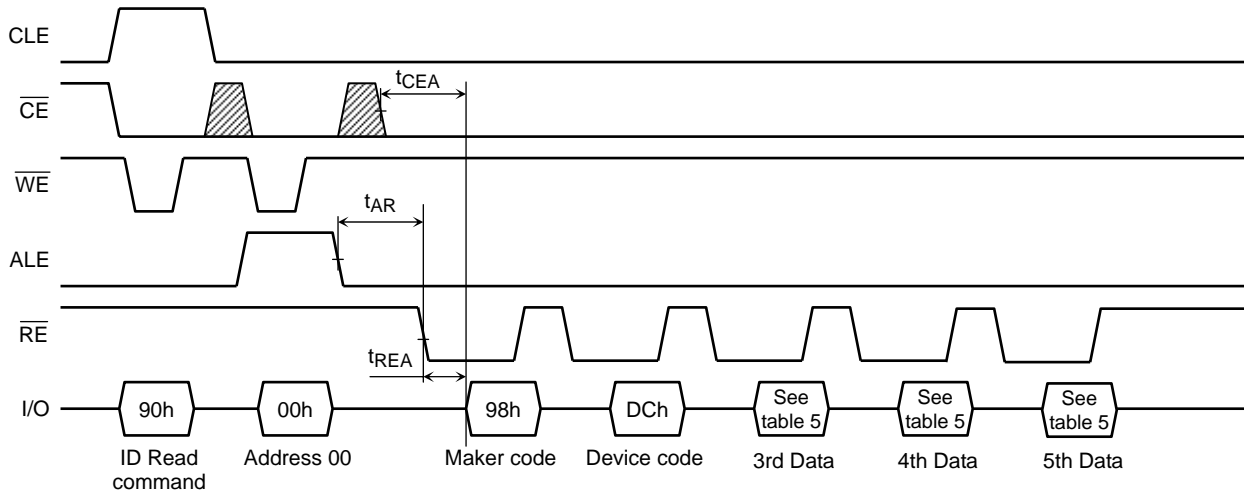 CLE
tCEA
CE
WE
tAR
ALE
RE
tREA
I/O
90h
00h
98h
DCh
See
table 5
See
table 5
See
table 5
ID Read
command
Address 00
Maker code
Device code
3rd Data
4th Data
5th Data